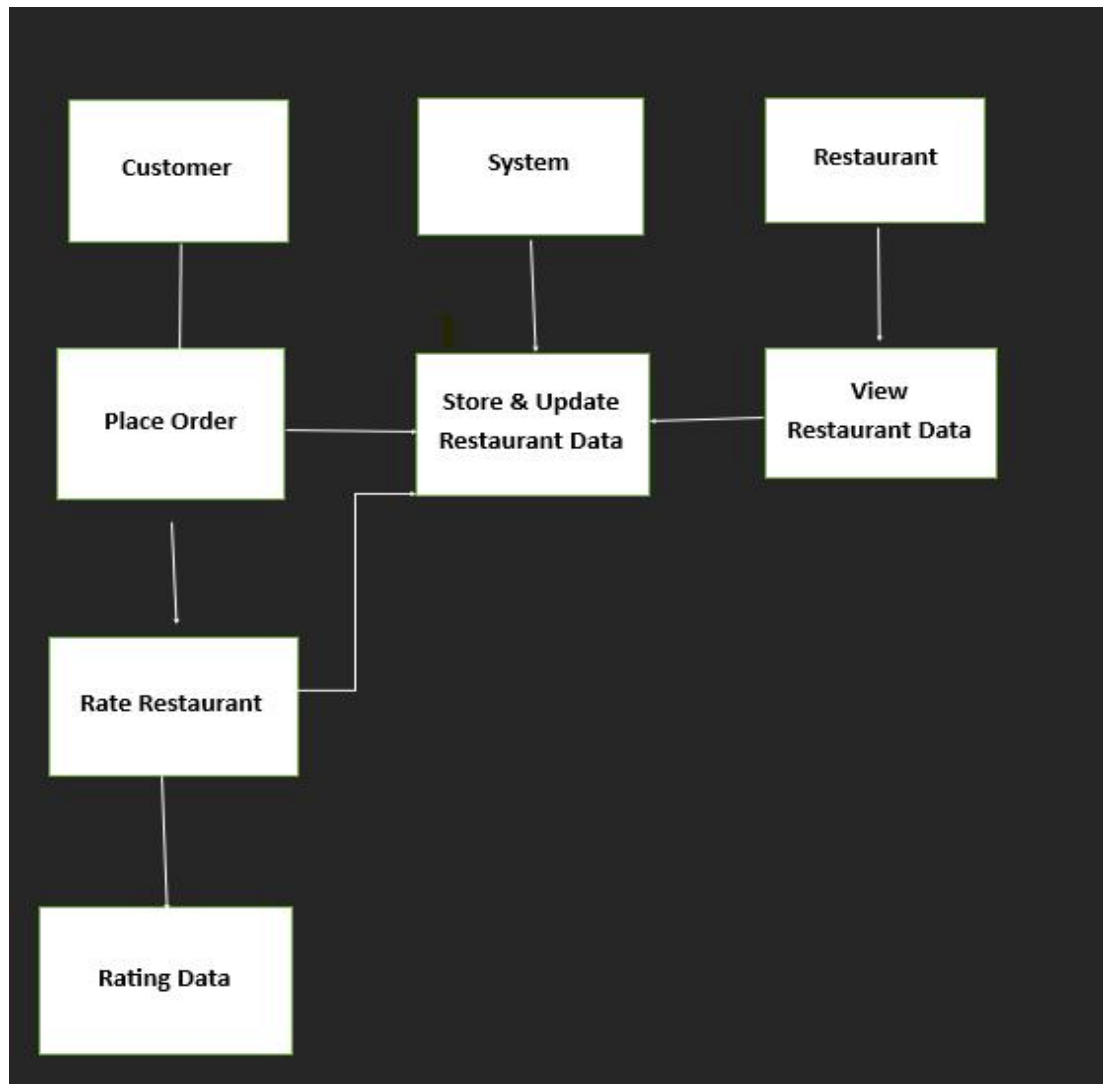 Customer
System
Restaurant
Place Order
Store & Update
Restaurant Data
View
Restaurant Data
Rate Restaurant
Rating Data